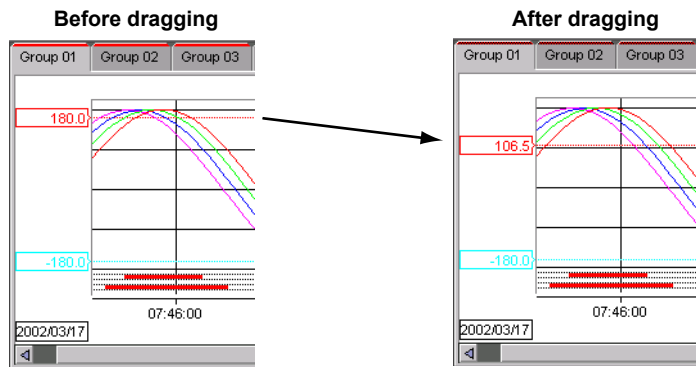 Before dragging
Group 01 Group 02 Group 03
180.0
-180.0
07:46:00
2002/03/17
After dragging
Group 01 Group 02 Group 03
106.5
-180.0
07:46:00
2002/03/17